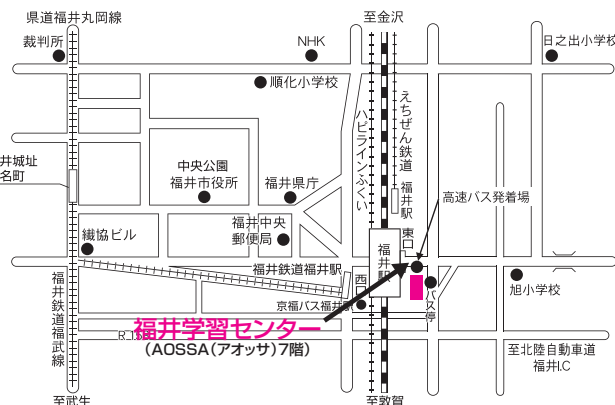 県道福井丸岡線
至金沢
裁判所
NHK
日之出小学校
順化小学校
えちぜん鉄道
福井駅
ハピラインふくい
井城址
名町
中央公園
福井市役所
福井県庁
高速バス発着場
福井中央
郵便局
東口
福井駅
繊協ビル
福井鉄道福井駅
西口
旭小学校
バス停
京福バス福井駅
福井鉄道福武線
福井学習センター
(AOSSA(アオッサ)7階)
至北陸自動車道
福井I.C
至武生
至敦賀